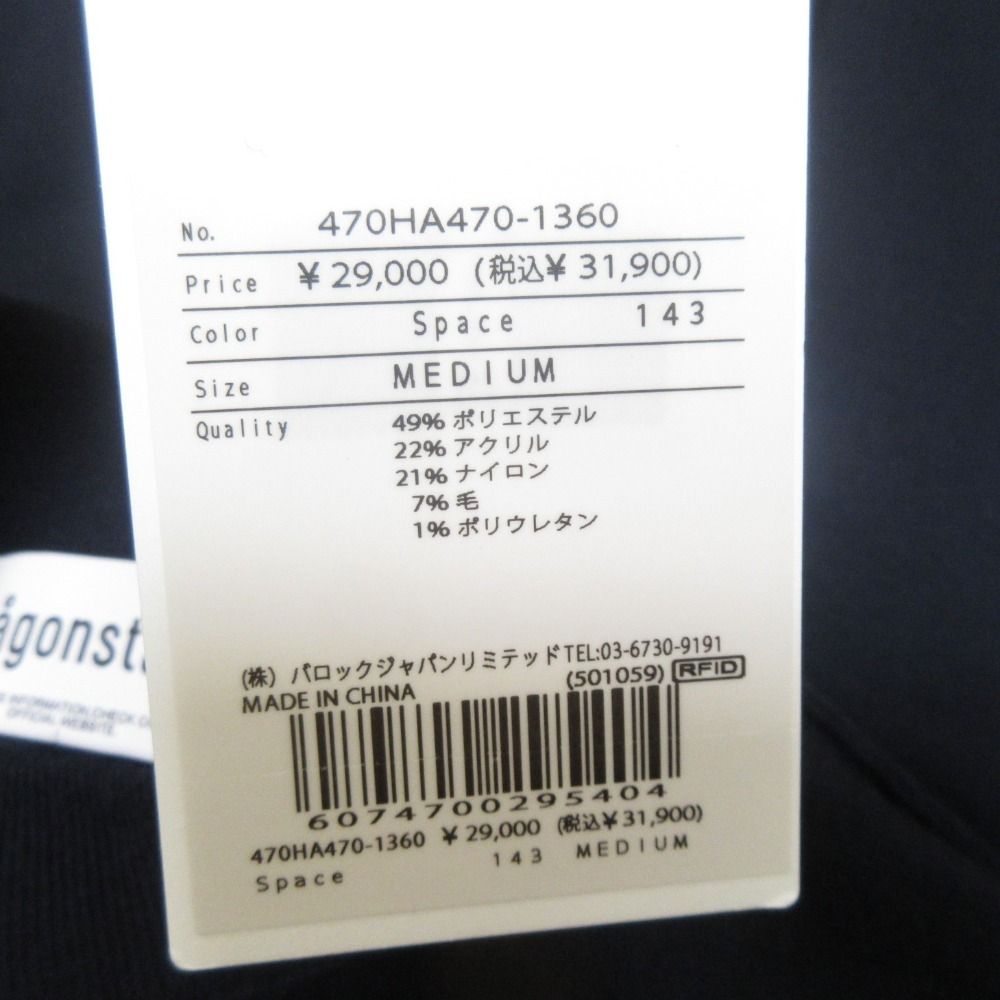 No. 470HA470-1360
Price ¥29,000 (税込¥31,900)
Color Space 143
Size MEDIUM
Quality 49% ポリエステル
22% アクリル
21% ナイロン
7% 毛
1% ポリウレタン
(株) バロックジャパンリミテッド TEL:03-6730-9191
(501059) RFID
MADE IN CHINA
6074700295404
470HA470-1360 ¥29,000 (税込¥31,900)
Space 143 MEDIUM
INFORMATION, CHECK
OFFICIAL WEBSITE